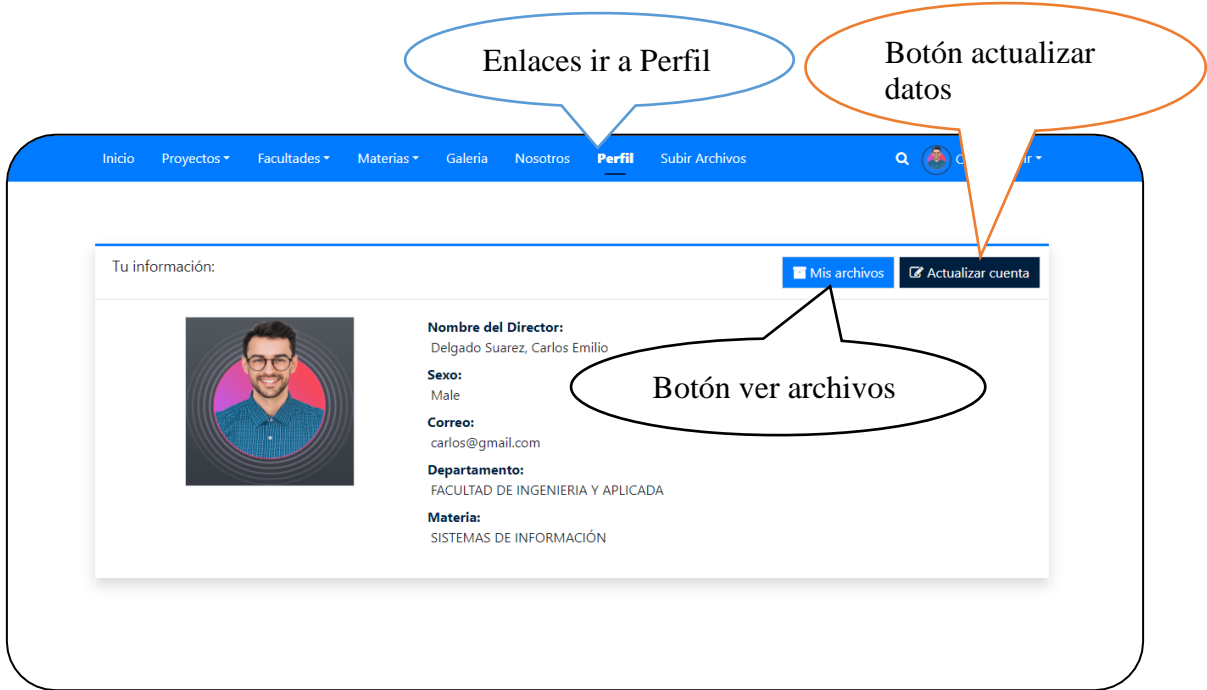 Enlaces ir a Perfil
Botón actualizar
datos
Inicio Proyectos Facultades Materias Galeria Nosotros Perfil Subir Archivos
Tu información:
Mis archivos Actualizar cuenta
Nombre del Director:
Delgado Suarez, Carlos Emilio
Sexo:
Male
Botón ver archivos
Correo:
carlos@gmail.com
Departamento:
FACULTAD DE INGENIERIA Y APLICADA
Materia:
SISTEMAS DE INFORMACIÓN